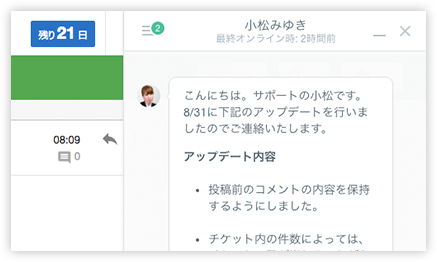 残り21日
2
小松みゆき
最終オンライン時: 2時間前
08:09
0
こんにちは。サポートの小松です。
8/31に下記のアップデートを行いま
したのでご連絡いたします。
アップデート内容
• 投稿前のコメントの内容を保持
するようにしました。
• チケット内の件数によっては、